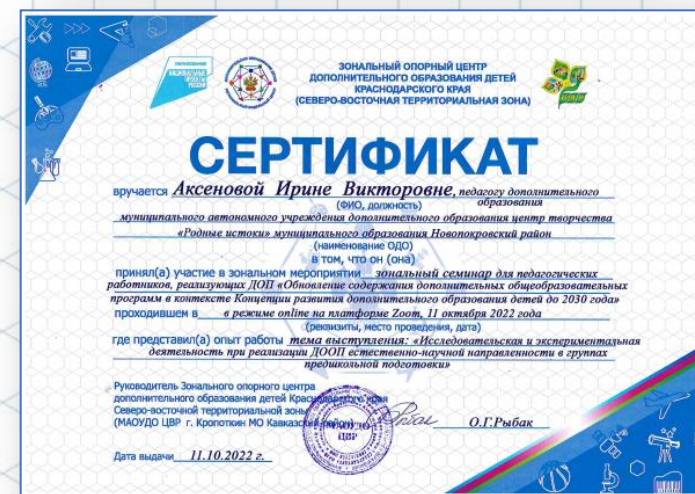 ОБРАЗОВАНИЕ
НАЦИОНАЛЬНЫЕ
ПРОЕКТЫ
РОССИИ
ЗОНАЛЬНЫЙ ОПОРНЫЙ ЦЕНТР
ДОПОЛНИТЕЛЬНОГО ОБРАЗОВАНИЯ ДЕТЕЙ
КРАСНОДАРСКОГО КРАЯ
(СЕВЕРО-ВОСТОЧНАЯ ТЕРРИТОРИАЛЬНАЯ ЗОНА)
СЕРТИФИКАТ
вручается Аксеновой Ирине Викторовне, педагогу дополнительного
(ФИО, должность) образования
муниципального автономного учреждения дополнительного образования центр творчества
«Родные истоки» муниципального образования Новопокровский район
(наименование ОДО)
в том, что он (она)
принял(а) участие в зональном мероприятии зональный семинар для педагогических
работников, реализующих ДОП «Обновление содержания дополнительных общеобразовательных
программ в контексте Концепции развития дополнительного образования детей до 2030 года»
проходившем в в режиме online на платформе Zoom, 11 октября 2022 года
(реквизиты, место проведения, дата)
где представил(а) опыт работы тема выступления: «Исследовательская и экспериментальная
деятельность при реализации ДООП естественно-научной направленности в группах
предшкольной подготовки»
Руководитель Зонального опорного центра
дополнительного образования детей Краснодарского края
Северо-восточной территориальной зоны
(МАОУДО ЦВР г. Кропоткин МО Кавказский район) О.Г.Рыбак
ЦВР
Дата выдачи 11.10.2022 г.